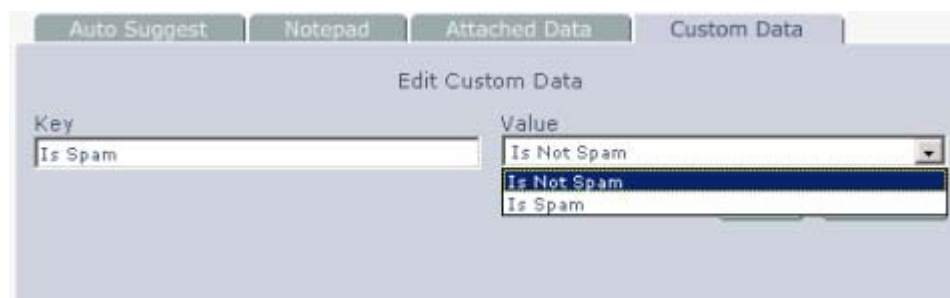 Auto Suggest Notepad Attached Data Custom Data
Edit Custom Data
Key Value
Is Spam Is Not Spam
Is Not Spam
Is Spam